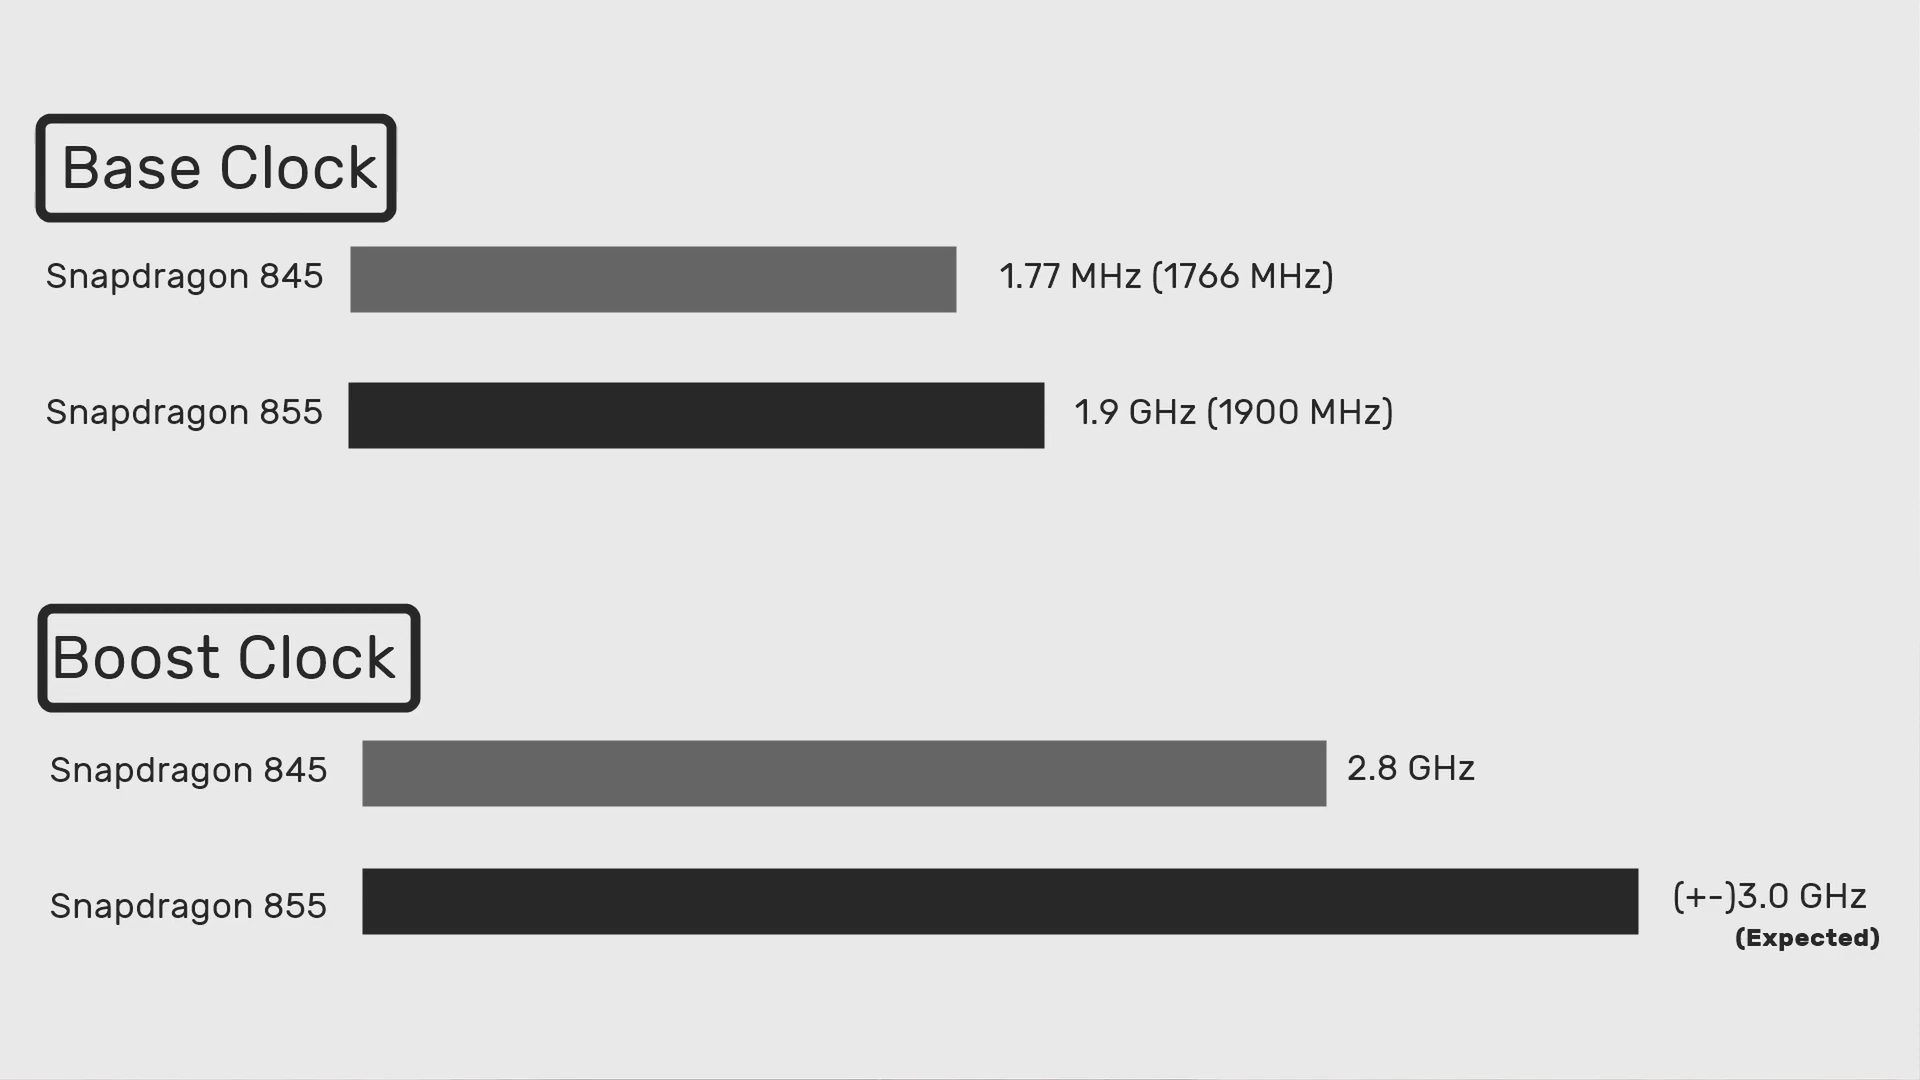 Base Clock
Snapdragon 845 1.77 MHz (1766 MHz)
Snapdragon 855 1.9 GHz (1900 MHz)
Boost Clock
Snapdragon 845 2.8 GHz
Snapdragon 855 (+-)3.0 GHz
(Expected)